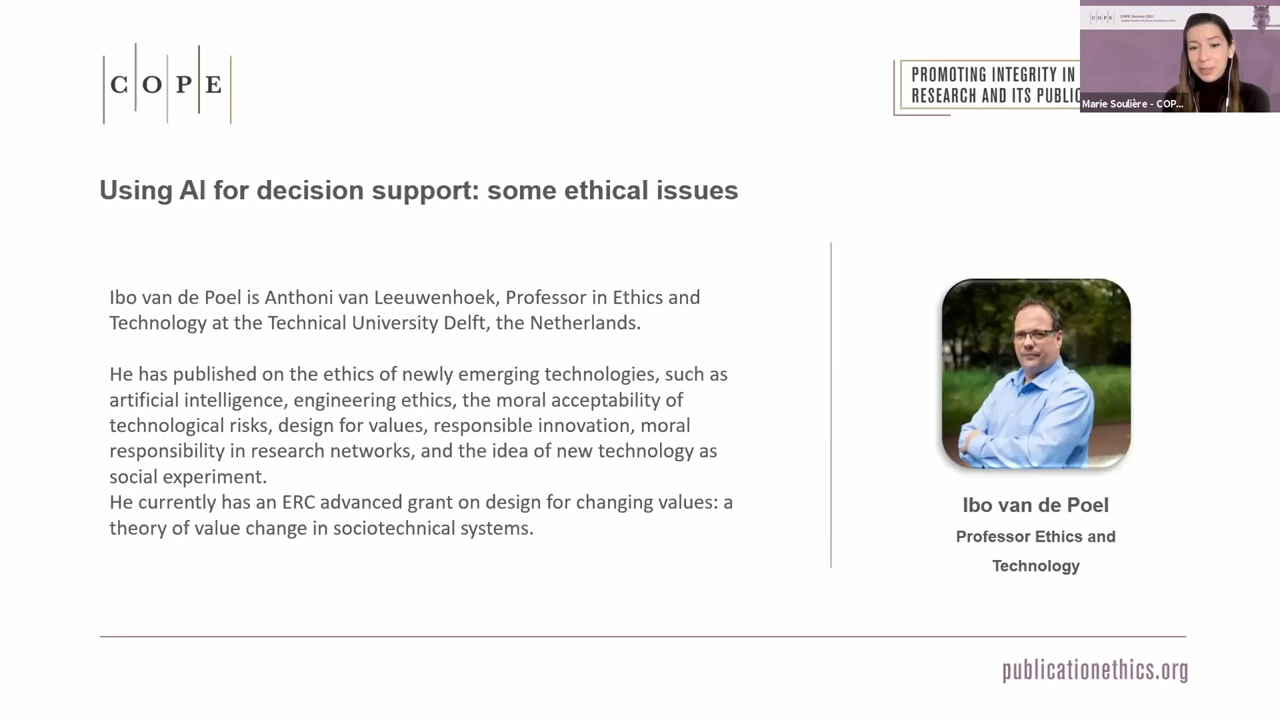 COPE
PROMOTING INTEGRITY IN
RESEARCH AND ITS PUBLIC
COPE
COPE Seminar 2021
Marie Soulière - COP...
Using AI for decision support: some ethical issues
Ibo van de Poel is Anthoni van Leeuwenhoek, Professor in Ethics and
Technology at the Technical University Delft, the Netherlands.
He has published on the ethics of newly emerging technologies, such as
artificial intelligence, engineering ethics, the moral acceptability of
technological risks, design for values, responsible innovation, moral
responsibility in research networks, and the idea of new technology as
social experiment.
He currently has an ERC advanced grant on design for changing values: a
theory of value change in sociotechnical systems.
Ibo van de Poel
Professor Ethics and
Technology
publicationethics.org